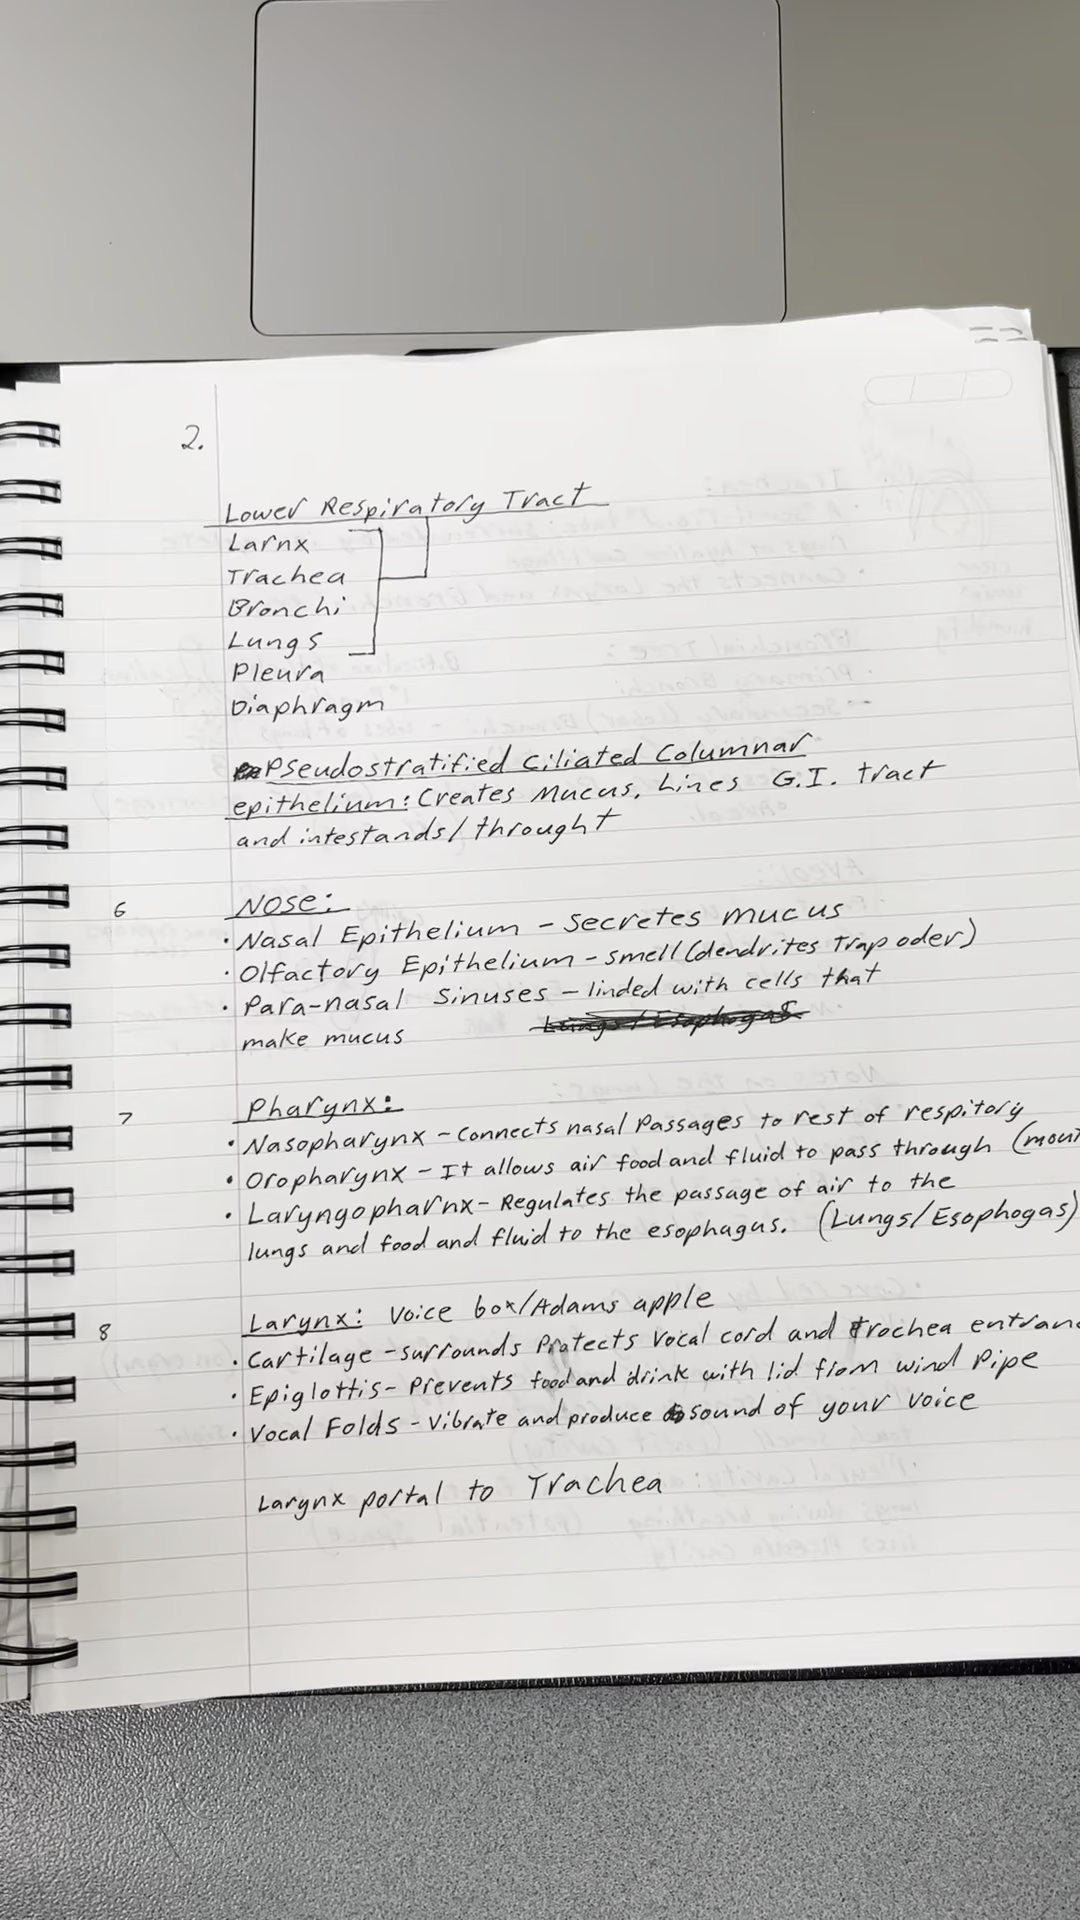 2.
Lower Respiratory Tract
Larnx
Trachea
Bronchi
Lungs
Pleura
Diaphragm
Pseudostratified Ciliated Columnar
epithelium: Creates Mucus, Lines G.I. tract
and intestands/throught
6 Nose:
· Nasal Epithelium - Secretes mucus
· Olfactory Epithelium - smell (dendrites Trap oder)
· Para-nasal Sinuses - linded with cells that
make mucus Lungs/Esophogas
7 Pharynx:
• Nasopharynx - Connects nasal Passages to rest of respitory
• Oropharynx - It allows air food and fluid to pass through
• Laryngopharnx - Regulates the passage of air to the
lungs and food and fluid to the esophagus. (Lungs/Esophogas)
8 Larynx: Voice box/Adams apple
• Cartilage - surrounds Protects Vocal cord and trochea
• Epiglottis - Prevents food and drink with lid from wind Pipe
• Vocal Folds - Vibrate and produce sound of your voice
Larynx portal to Trachea